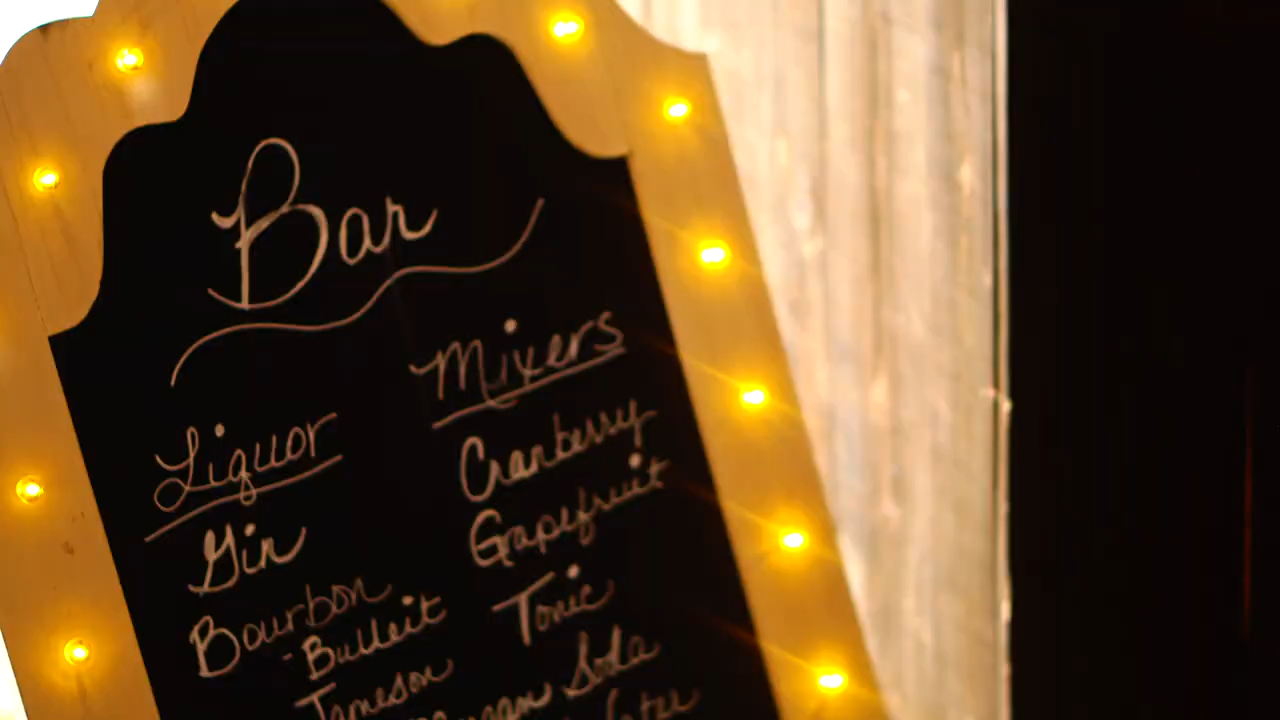 Bar
Liquor
Gin
Bourbon
-Bulleit
Jameson
Mixers
Cranberry
Grapefruit
Tonic
Soda